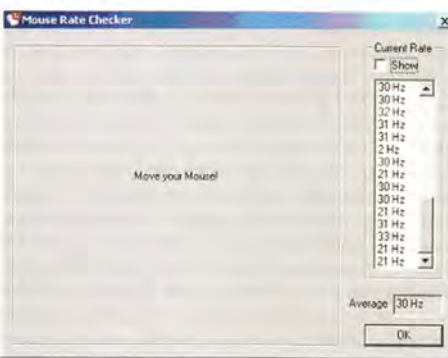 Mouse Rate Checker
Current Rate
Show
30 Hz
30 Hz
32 Hz
31 Hz
31 Hz
2 Hz
30 Hz
21 Hz
30 Hz
30 Hz
21 Hz
31 Hz
33 Hz
21 Hz
21 Hz
Move your Mouse!
Average 30 Hz
OK